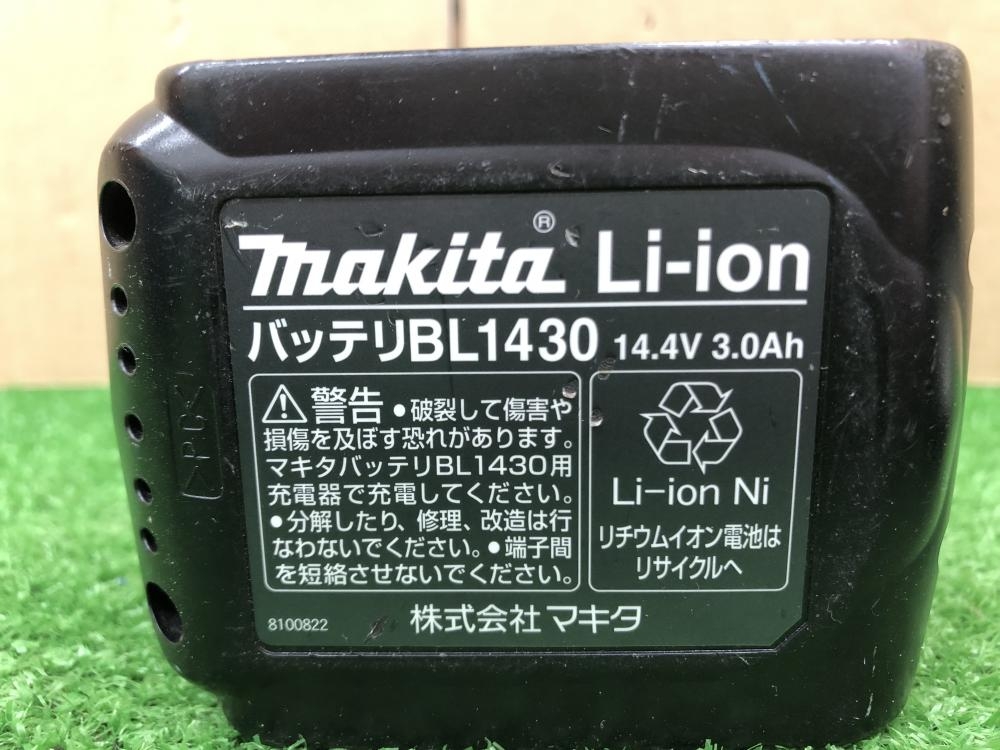 makita® Li-ion
バッテリBL1430 14.4V 3.0Ah
警告 ●破裂して傷害や
損傷を及ぼす恐れがあります。
マキタバッテリBL1430用
充電器で充電してください。
●分解したり、修理、改造は行
なわないでください。●端子間
を短絡させないでください。
Li-ion Ni
リチウムイオン電池は
リサイクルへ
8100822
株式会社マキタ